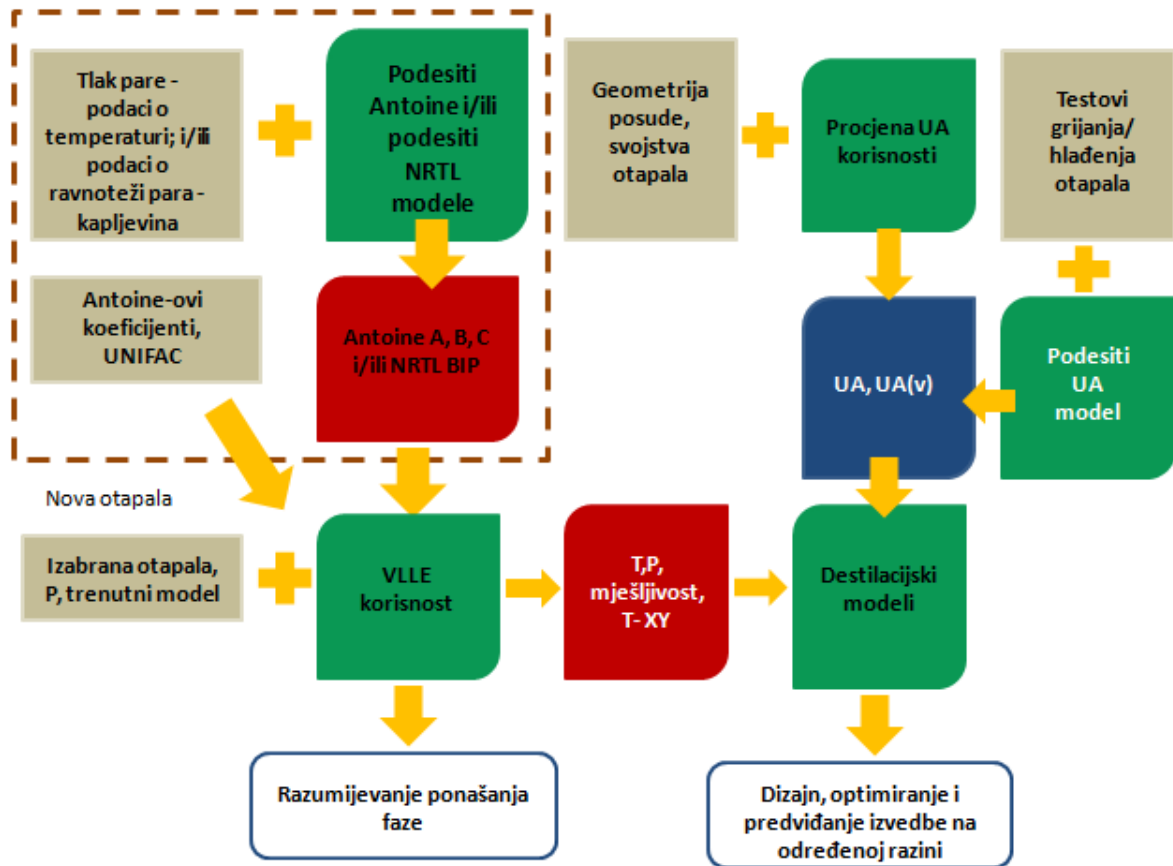 Tlak pare -
podaci o
temperaturi; i/ili
podaci o
ravnoteži para -
kapljevina
Podesiti
Antoine i/ili
podesiti
NRTL
modele
Geometrija
posude,
svojstva
otapala
Procjena UA
korisnosti
Testovi
grijanja/
hlađenja
otapala
Antoine-ovi
koeficijenti,
UNIFAC
Antoine A, B, C
i/ili NRTL BIP
UA, UA(v)
Podesiti
UA
model
Nova otapala
Izabrana otapala,
P, trenutni model
VLLE
korisnost
T,P,
mješljivost,
T- XY
Destilacijski
modeli
Razumijevanje ponašanja
faze
Dizajn, optimiranje i
predviđanje izvedbe na
određenoj razini